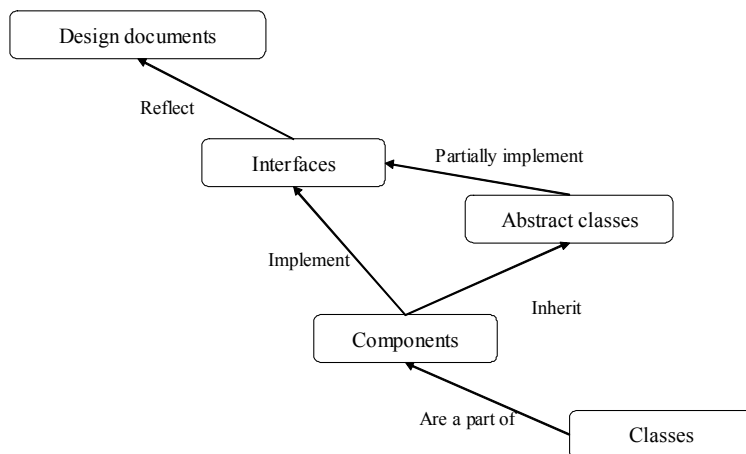 Design documents
Reflect
Interfaces
Partially implement
Abstract classes
Implement
Inherit
Components
Are a part of
Classes